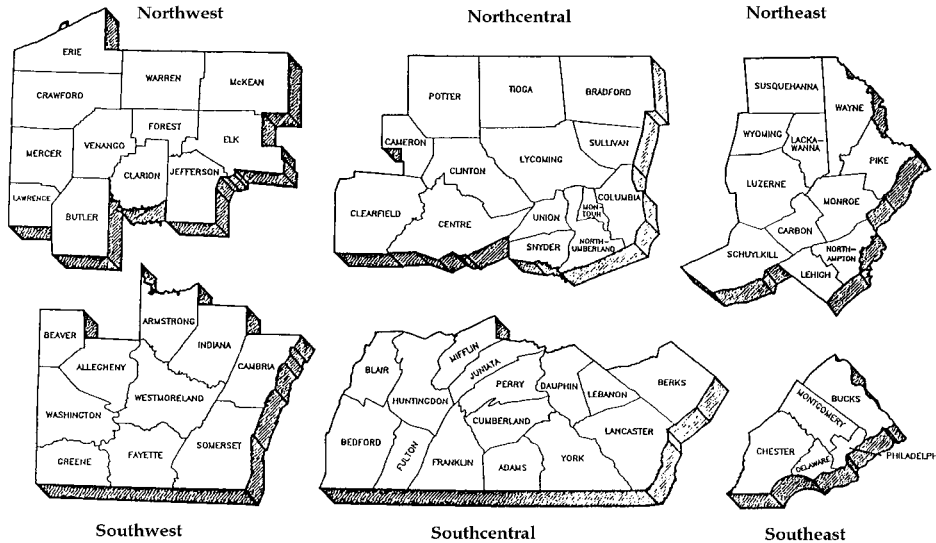 Northwest
ERIE
CRAWFORD
WARREN
McKEAN
MERCER
VENANGO
FOREST
ELK
CLARION
JEFFERSON
LAWRENCE
BUTLER
Northcentral
POTTER
TIOGA
BRADFORD
CAMERON
CLINTON
LYCOMING
SULLIVAN
CLEARFIELD
CENTRE
UNION
MON-
TOUR
COLUMBIA
SNYDER
NORTH-
UMBERLAND
Northeast
SUSQUEHANNA
WAYNE
WYOMING
LACKA-
WANNA
PIKE
LUZERNE
MONROE
CARBON
SCHUYLKILL
NORTH-
AMPTON
LEHIGH
BEAVER
ARMSTRONG
INDIANA
ALLEGHENY
CAMBRIA
WESTMORELAND
WASHINGTON
GREENE
FAYETTE
SOMERSET
Southwest
BLAIR
MIFFLIN
JUNIATA
HUNTINGDON
PERRY
DAUPHIN
LEBANON
BERKS
CUMBERLAND
LANCASTER
BEDFORD
FULTON
FRANKLIN
ADAMS
YORK
Southcentral
BUCKS
MONTGOMERY
CHESTER
DELAWARE
PHILADELPH
Southeast